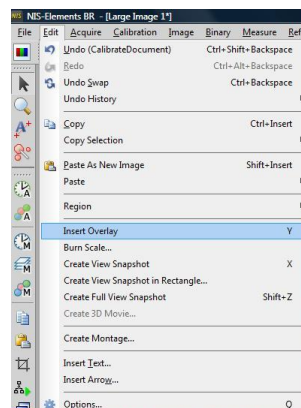 NIS NIS-Elements BR - [Large Image 1*]
File Edit Acquire Calibration Image Binary Measure Ref
Undo (CalibrateDocument) Ctrl+Shift+Backspace
Redo Ctrl+Alt+Backspace
Undo Swap Ctrl+Backspace
Undo History
Copy Ctrl+Insert
Copy Selection
Paste As New Image Shift+Insert
Paste
Region
Insert Overlay Y
Burn Scale...
Create View Snapshot X
Create View Snapshot in Rectangle...
Create Full View Snapshot Shift+Z
Create 3D Movie...
Create Montage...
Insert Text...
Insert Arrow...
Options... O